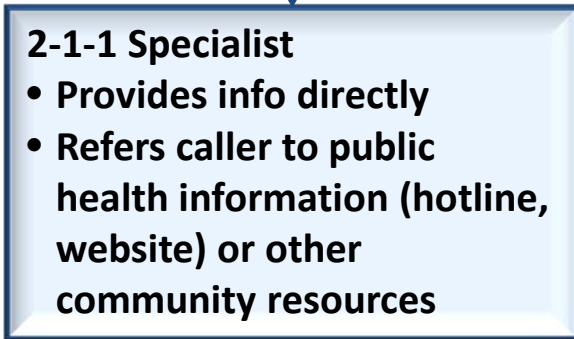 2-1-1 Specialist
• Provides info directly
• Refers caller to public
health information (hotline,
website) or other
community resources